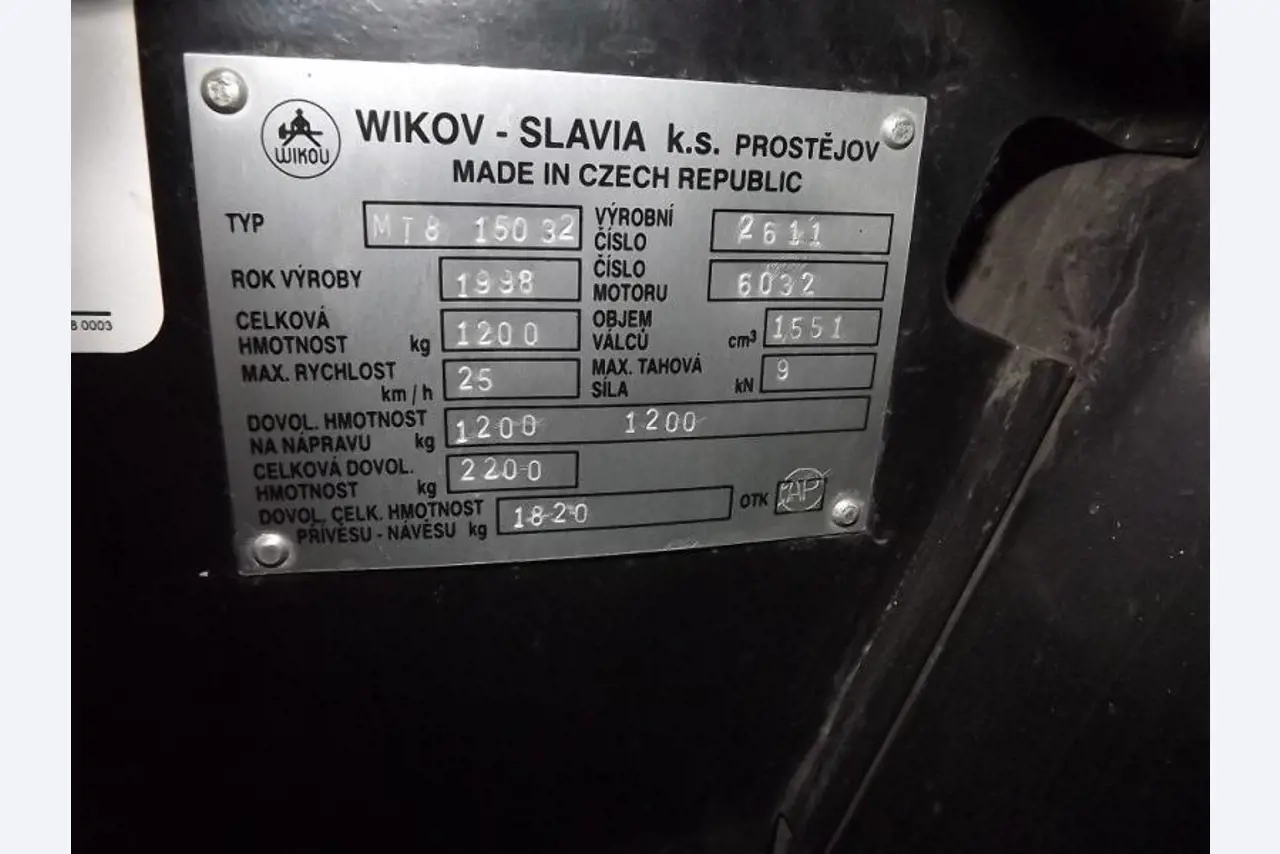 WIKOV
WIKOV - SLAVIA k.s. PROSTĚJOV
MADE IN CZECH REPUBLIC
TYP MT8 150 32
VÝROBNÍ ČÍSLO 2611
ROK VÝROBY 1998
ČÍSLO MOTORU 6032
CELKOVÁ HMOTNOST kg 1200
OBJEM VÁLCŮ cm³ 1551
MAX. RYCHLOST km/h 25
MAX. TAHOVÁ SÍLA kN 9
DOVOL. HMOTNOST NA NÁPRAVU kg 1200 1200
CELKOVÁ DOVOL. HMOTNOST kg 2200
DOVOL. CELK. HMOTNOST PŘÍVĚSU - NÁVĚSU kg 1820
OTK
0003